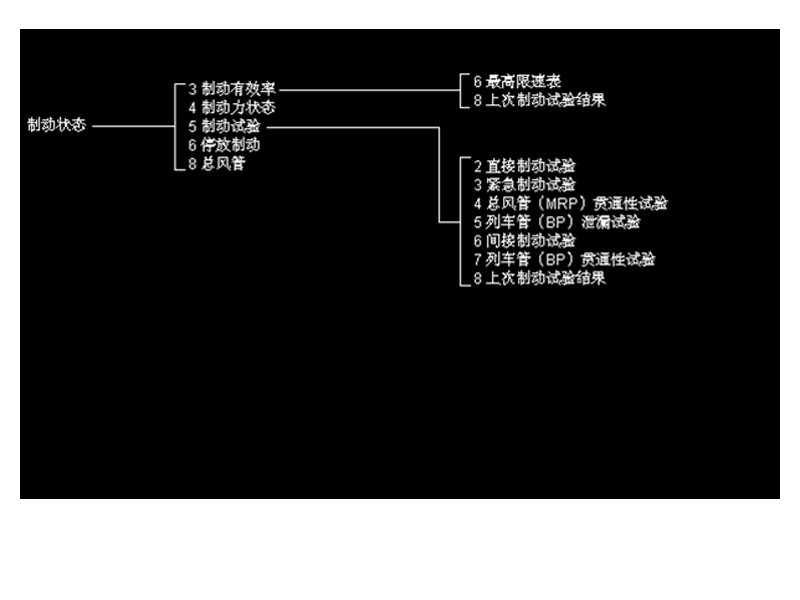 制动状态
3 制动有效率
4 制动力状态
5 制动试验
6 停放制动
8 总风管
6 最高限速表
8 上次制动试验结果
2 直接制动试验
3 紧急制动试验
4 总风管（MRP）贯通性试验
5 列车管（BP）泄漏试验
6 间接制动试验
7 列车管（BP）贯通性试验
8 上次制动试验结果